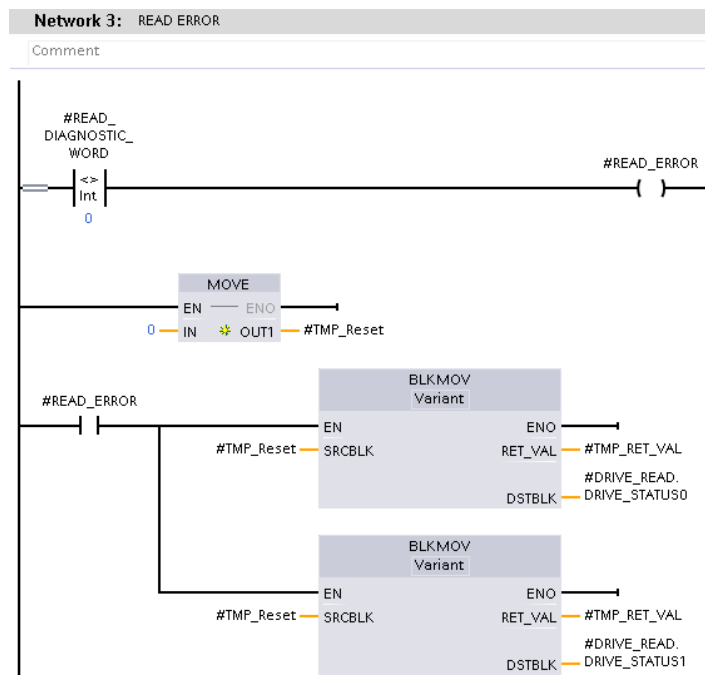 Network 3: READ ERROR
Comment
#READ_
DIAGNOSTIC_
WORD
<>
Int
0
#READ_ERROR
MOVE
EN ENO
0 IN OUT1 #TMP_Reset
#READ_ERROR
BLKMOV
Variant
EN ENO
#TMP_Reset SRCBLK RET_VAL #TMP_RET_VAL
#DRIVE_READ.
DSTBLK DRIVE_STATUS0
BLKMOV
Variant
EN ENO
#TMP_Reset SRCBLK RET_VAL #TMP_RET_VAL
#DRIVE_READ.
DSTBLK DRIVE_STATUS1